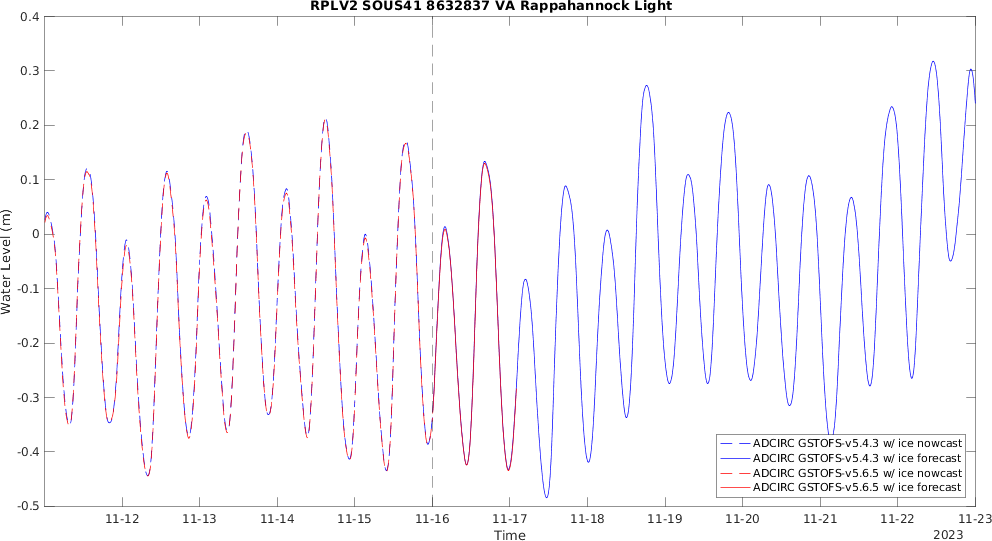 RPLV2 SOUS41 8632837 VA Rappahannock Light
0.4
0.3
0.2
0.1
0
-0.1
-0.2
-0.3
-0.4
-0.5
Water Level (m)
ADCIRC GSTOFS-v5.4.3 w/ ice nowcast
ADCIRC GSTOFS-v5.4.3 w/ ice forecast
ADCIRC GSTOFS-v5.6.5 w/ ice nowcast
ADCIRC GSTOFS-v5.6.5 w/ ice forecast
11-12 11-13 11-14 11-15 11-16 11-17 11-18 11-19 11-20 11-21 11-22 11-23
Time
2023